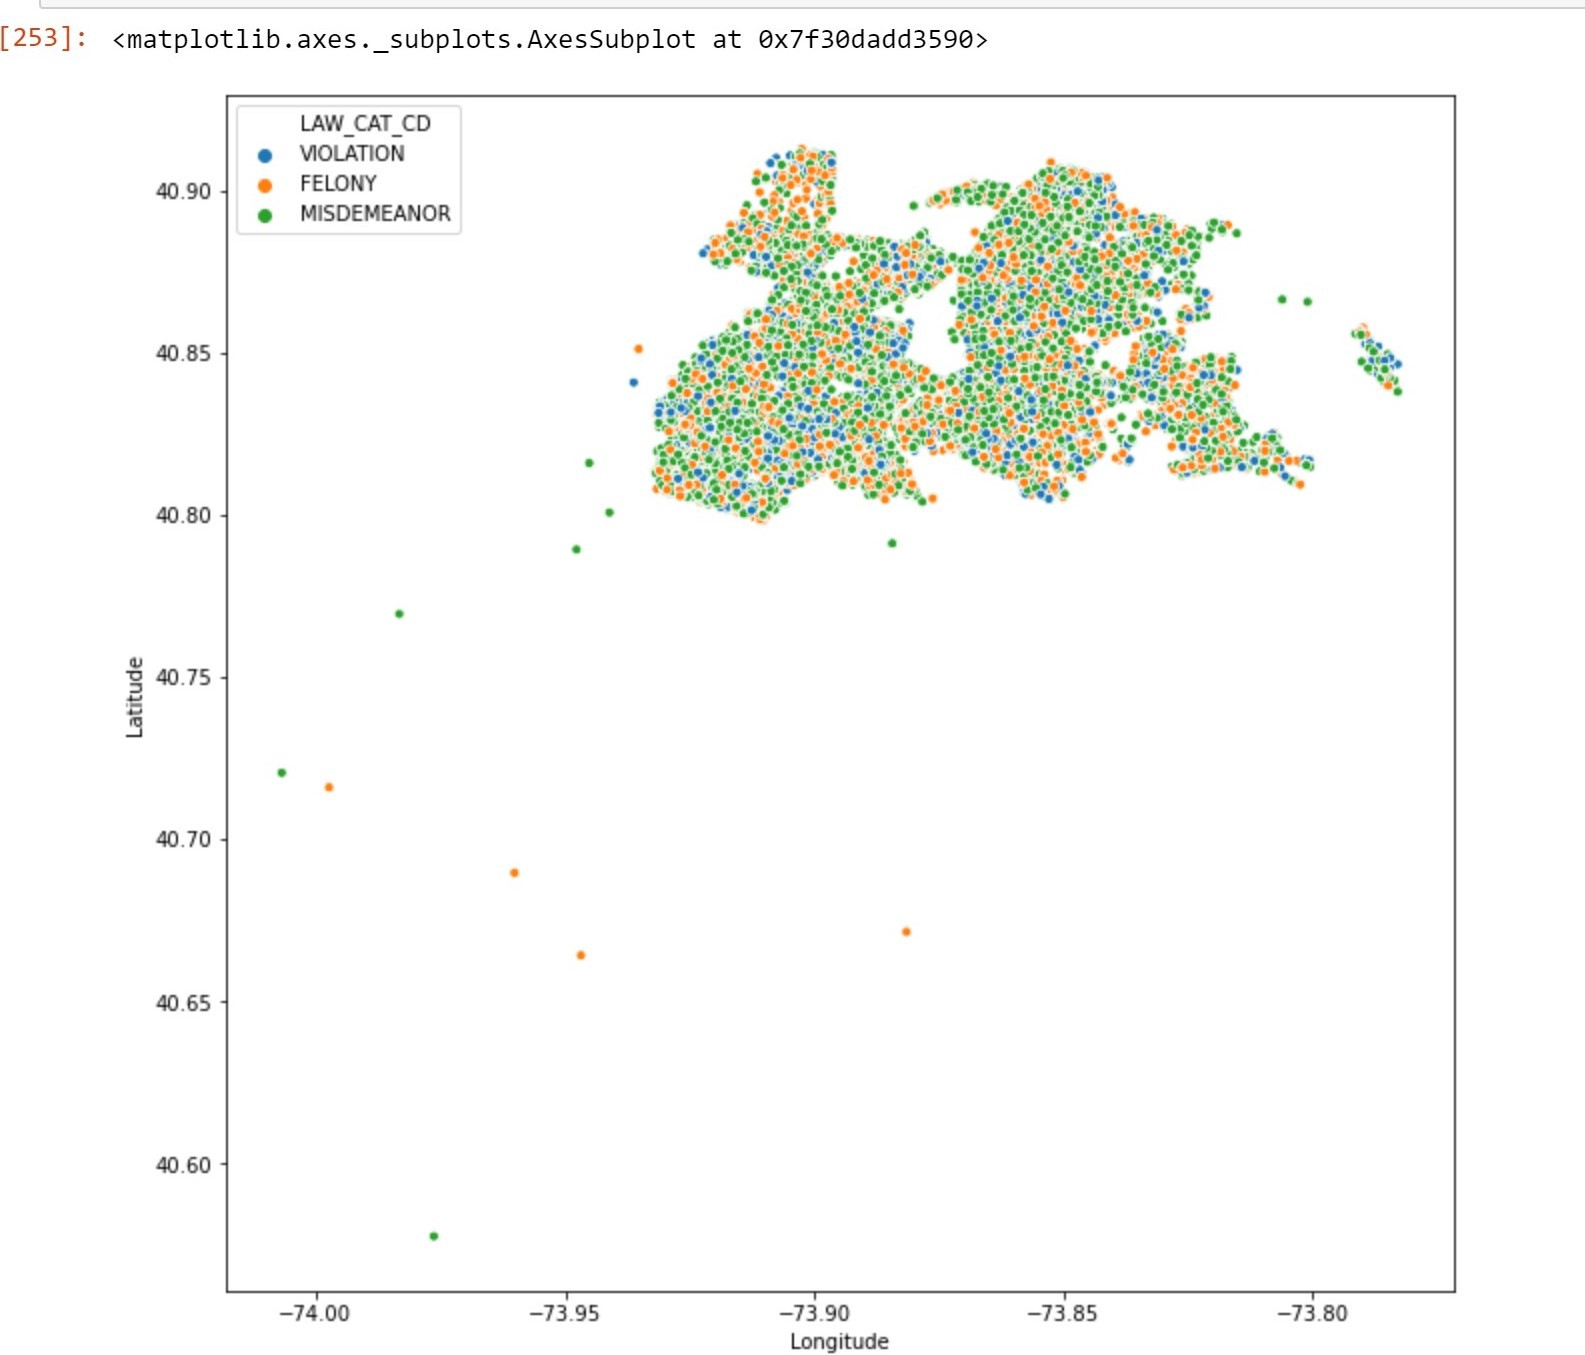 [253]: <matplotlib.axes._subplots.AxesSubplot at 0x7f30dadd3590>
LAW_CAT_CD
VIOLATION
FELONY
MISDEMEANOR
40.90
40.85
40.80
40.75
40.70
40.65
40.60
Latitude
−74.00 −73.95 −73.90 −73.85 −73.80
Longitude